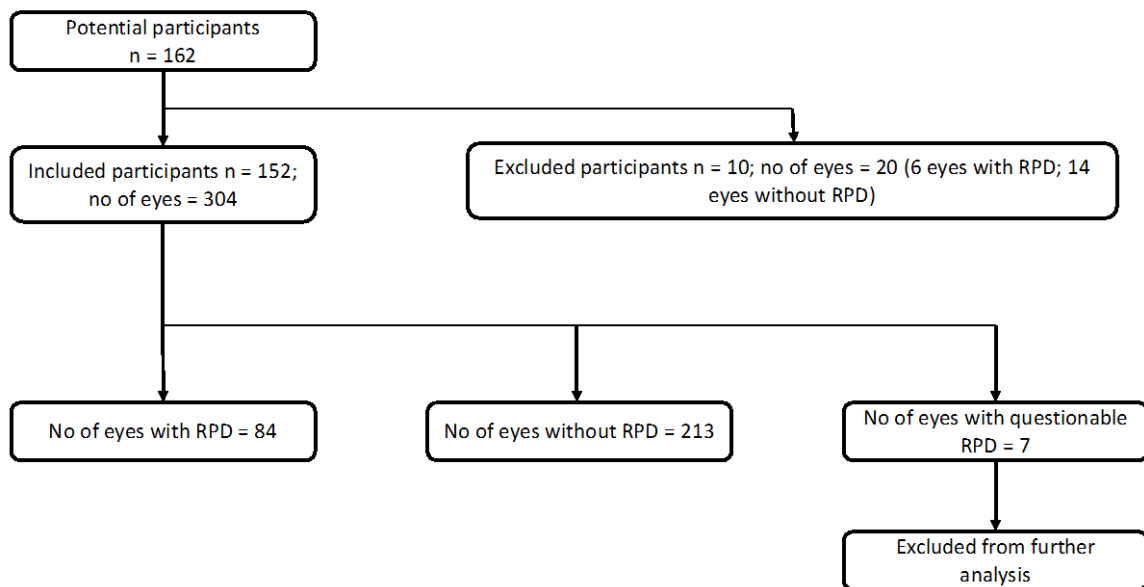 Potential participants
n = 162
Included participants n = 152;
no of eyes = 304
Excluded participants n = 10; no of eyes = 20 (6 eyes with RPD; 14
eyes without RPD)
No of eyes with RPD = 84
No of eyes without RPD = 213
No of eyes with questionable
RPD = 7
Excluded from further
analysis